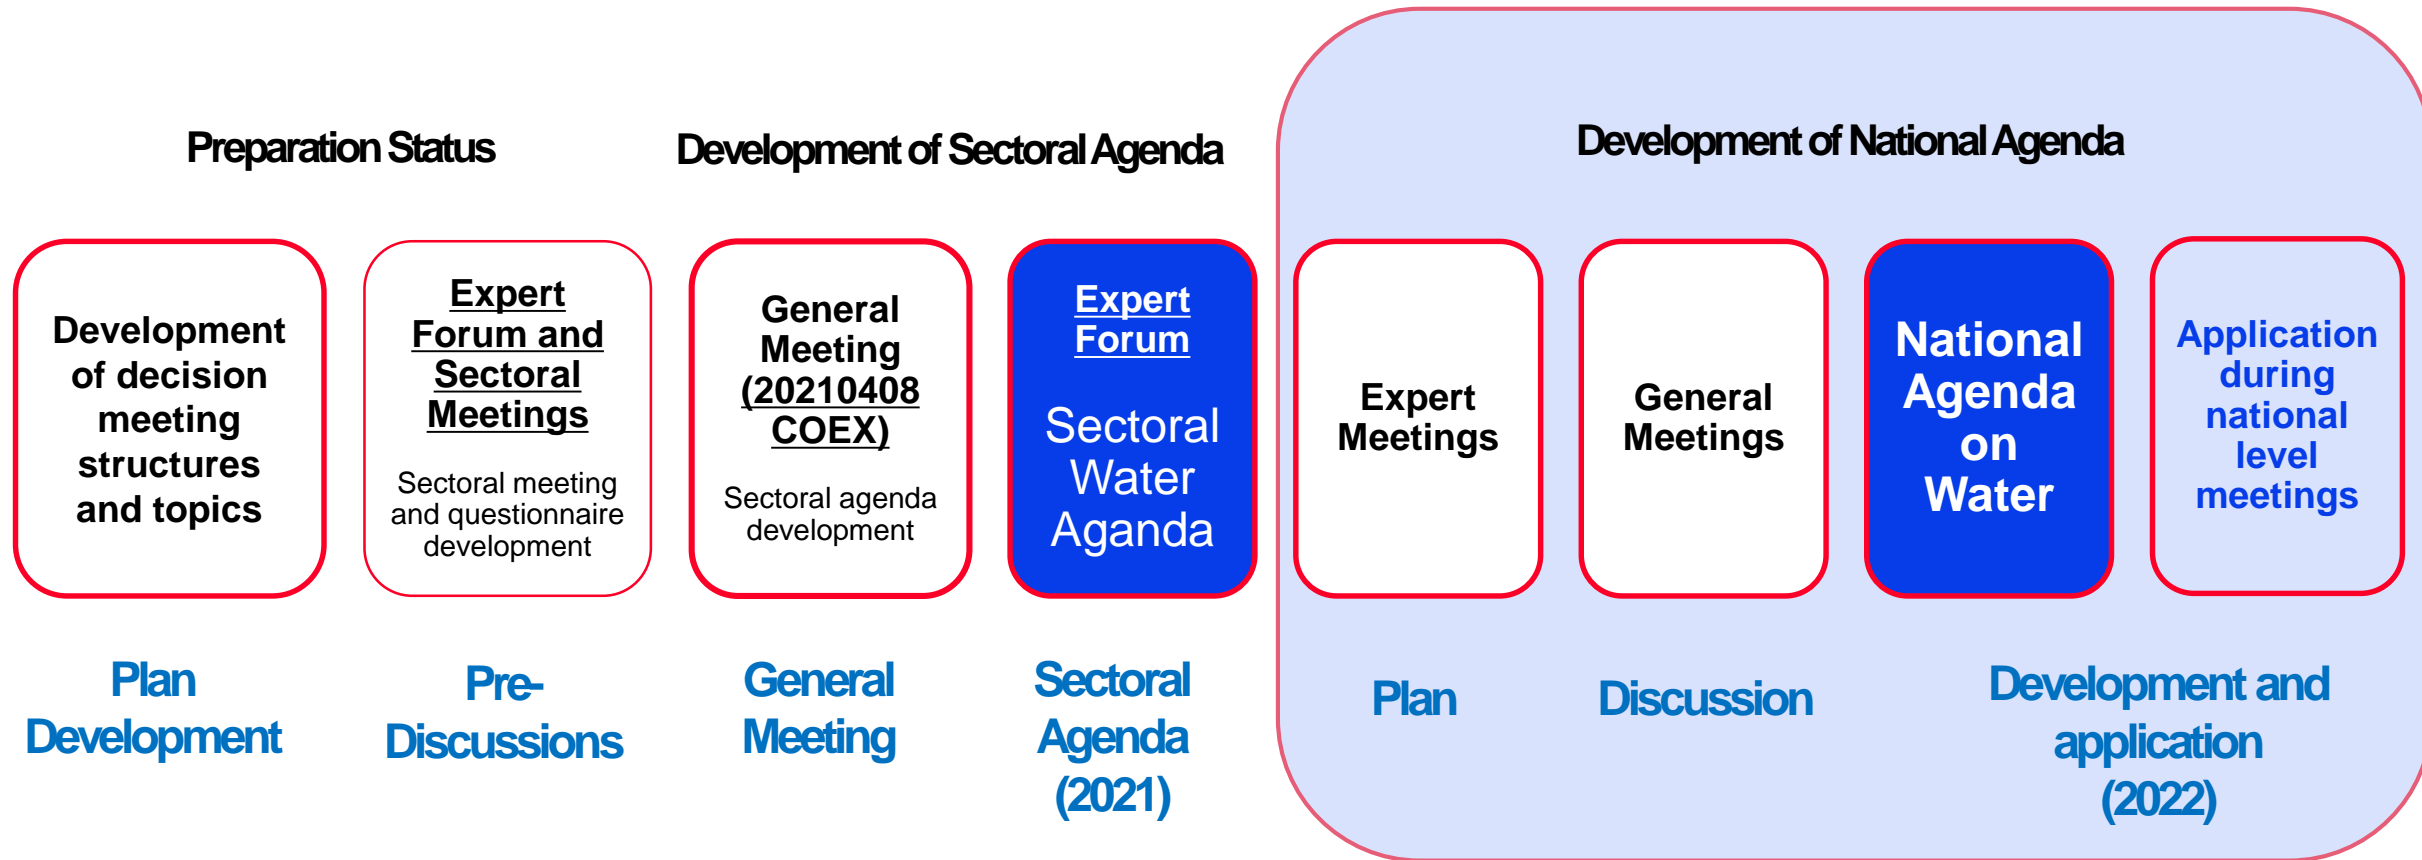 Preparation Status
Development of Sectoral Agenda
Development of National Agenda
Development
of decision
meeting
structures
and topics
Expert
Forum and
Sectoral
Meetings
Sectoral meeting
and questionnaire
development
General
Meeting
(20210408
COEX)
Sectoral agenda
development
Expert
Forum
Sectoral
Water
Aganda
Expert
Meetings
General
Meetings
National
Agenda
on
Water
Application
during
national
level
meetings
Plan
Development
Pre-
Discussions
General
Meeting
Sectoral
Agenda
(2021)
Plan
Discussion
Development and
application
(2022)